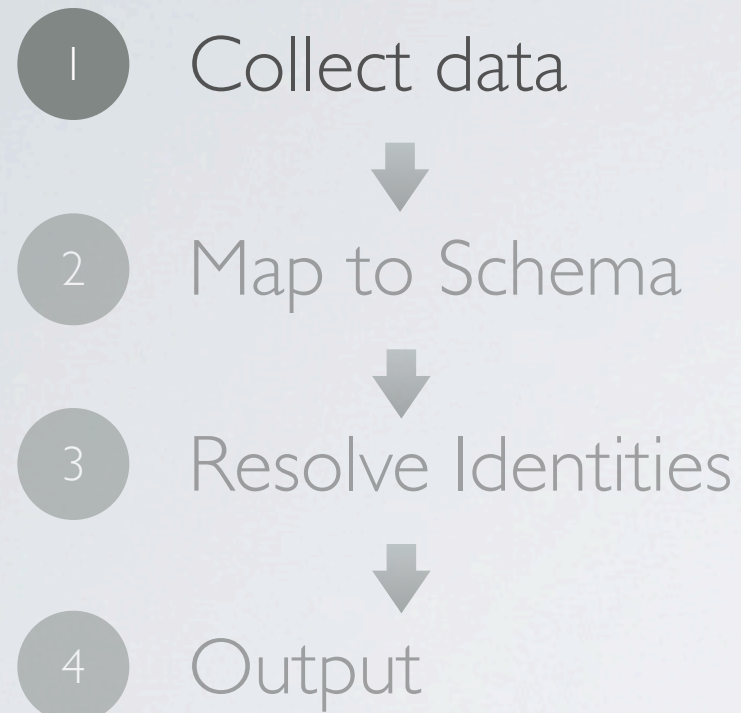 1 Collect data
2 Map to Schema
3 Resolve Identities
4 Output